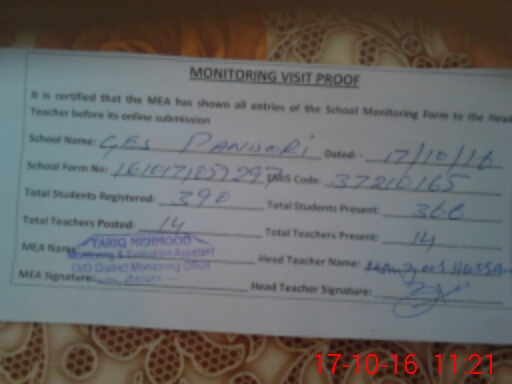 MONITORING VISIT PROOF
It is certified that the MEA has shown all entries of the School Monitoring Form to the Head
Teacher before its online submission
School Name: GES PANJORI Dated: - 17/10/16
School Form No: EMIS Code: 37210165
Total Students Registered: 390 Total Students Present: 366
Total Teachers Posted: 14 Total Teachers Present: 14
TARIQ MEHMOOD
Monitoring & Evaluation Assistant
MEA Name: Head Teacher Name:
O/O District Monitoring Officer
MEA Signature: Head Teacher Signature:
17-10-16 11:21